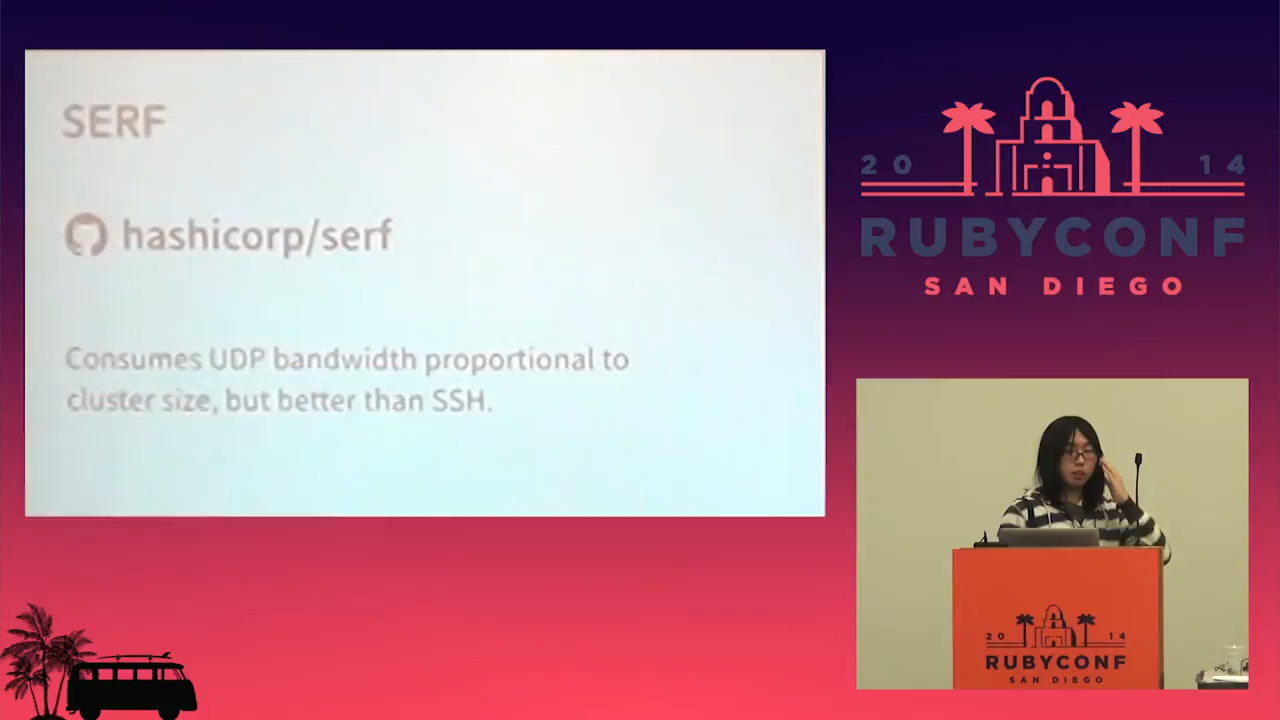 SERF
hashicorp/serf
Consumes UDP bandwidth proportional to
cluster size, but better than SSH.
20 14
RUBYCONF
SAN DIEGO
20 14
RUBYCONF
SAN DIEGO